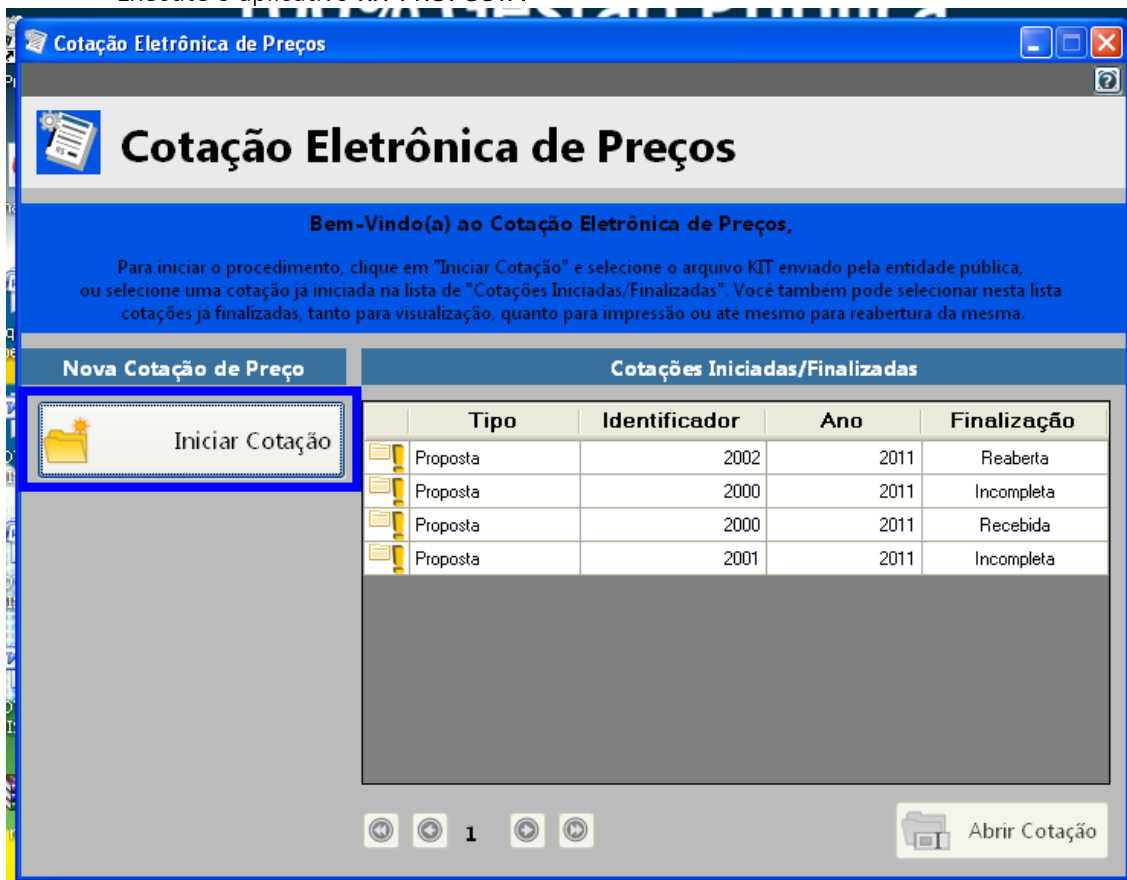 Cotação Eletrônica de Preços
Cotação Eletrônica de Preços
Bem-Vindo(a) ao Cotação Eletrônica de Preços,
Para iniciar o procedimento, clique em "Iniciar Cotação" e selecione o arquivo KIT enviado pela entidade pública,
ou selecione uma cotação já iniciada na lista de "Cotações Iniciadas/Finalizadas". Você também pode selecionar nesta lista
cotações já finalizadas, tanto para visualização, quanto para impressão ou até mesmo para reabertura da mesma.
Nova Cotação de Preço
Iniciar Cotação
Cotações Iniciadas/Finalizadas
Tipo Identificador Ano Finalização
Proposta 2002 2011 Reaberta
Proposta 2000 2011 Incompleta
Proposta 2000 2011 Recebida
Proposta 2001 2011 Incompleta
1
Abrir Cotação